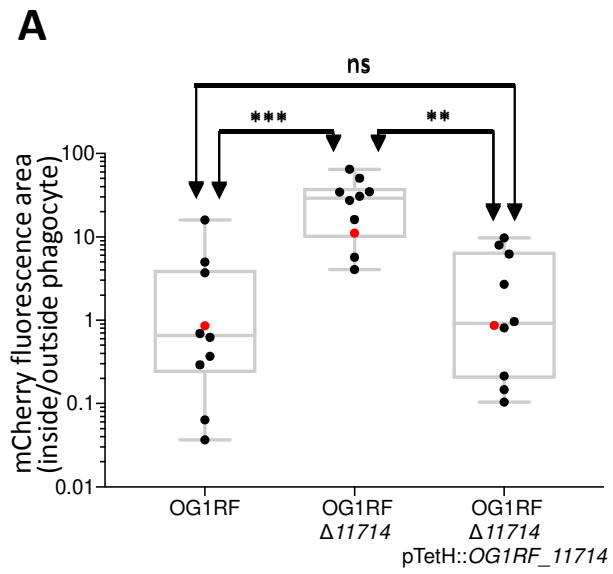 A
ns
*** **
mCherry fluorescence area
(inside/outside phagocyte)
100
10
1
0.1
0.01
OG1RF
OG1RF
Δ11714
OG1RF
Δ11714
pTetH::OG1RF_11714